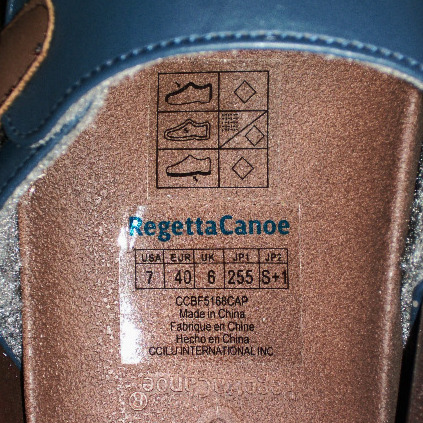 RegettaCanoe
USA EUR UK JP1 JP2
7 40 6 255 S+1
CCBF5166CAP
Made in China
Fabriqué en Chine
Hecho en China
CCILU INTERNATIONAL INC.